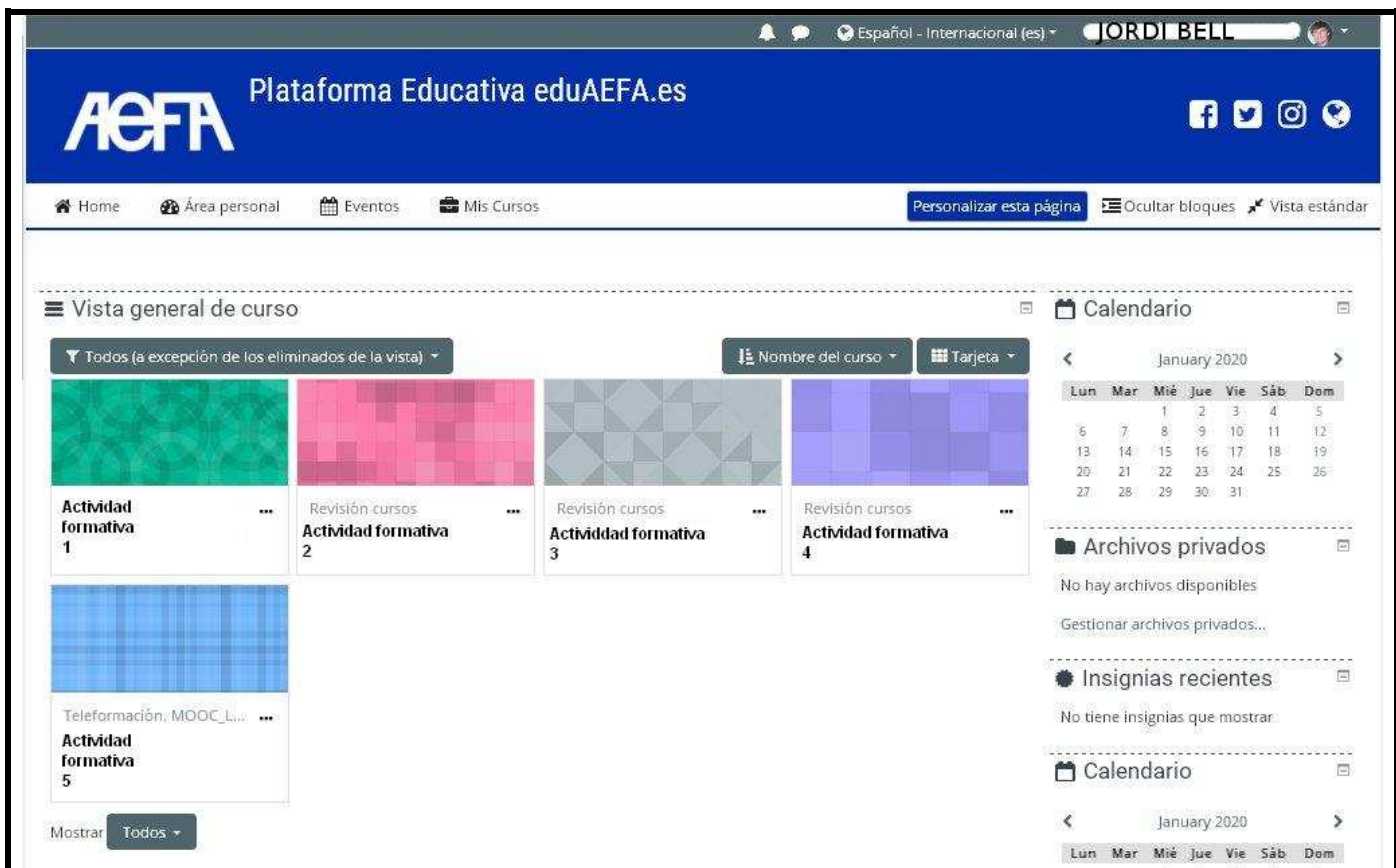 Español - Internacional (es)
JORDI BELL
AEFA
Plataforma Educativa eduAEFA.es
Home
Área personal
Eventos
Mis Cursos
Personalizar esta página
Ocultar bloques
Vista estándar
Vista general de curso
Todos (a excepción de los eliminados de la vista)
Nombre del curso
Tarjeta
Actividad
formativa
1
Revisión cursos
Actividad formativa
2
Revisión cursos
Actividdad formativa
3
Revisión cursos
Actividad formativa
4
Teleformación. MOOC_L...
Actividad
formativa
5
Mostrar Todos
Calendario
January 2020
Lun Mar Mié Jue Vie Sáb Dom
1 2 3 4 5
6 7 8 9 10 11 12
13 14 15 16 17 18 19
20 21 22 23 24 25 26
27 28 29 30 31
Archivos privados
No hay archivos disponibles
Gestionar archivos privados...
Insignias recientes
No tiene insignias que mostrar
Calendario
January 2020
Lun Mar Mié Jue Vie Sáb Dom